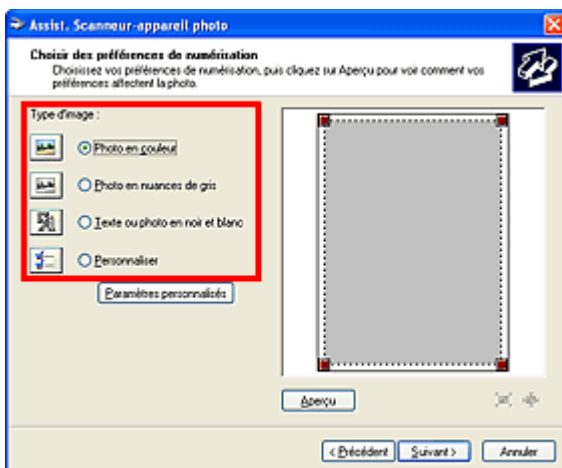 Assist. Scanneur-appareil photo
Choisir des préférences de numérisation
Choisissez vos préférences de numérisation, puis cliquez sur Aperçu pour voir comment vos
préférences affectent la photo.
Type d'image :
Photo en couleur
Photo en nuances de gris
Texte ou photo en noir et blanc
Personnaliser
Paramètres personnalisés
Aperçu
< Précédent
Suivant >
Annuler